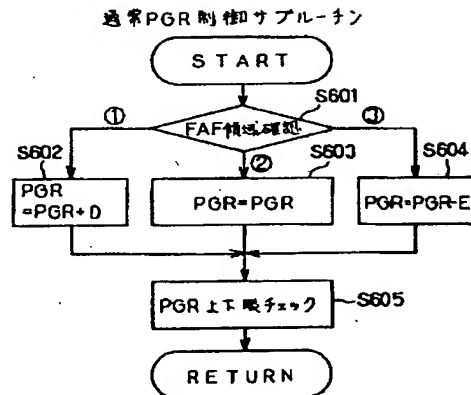 通常PGR制御サブルーチン
START
S601
① FAF領域確認 ③
②
S602
S603
S604
PGR
=PGR+D
PGR=PGR
PGR=PGR-E
PGR上下限チェック
S605
RETURN